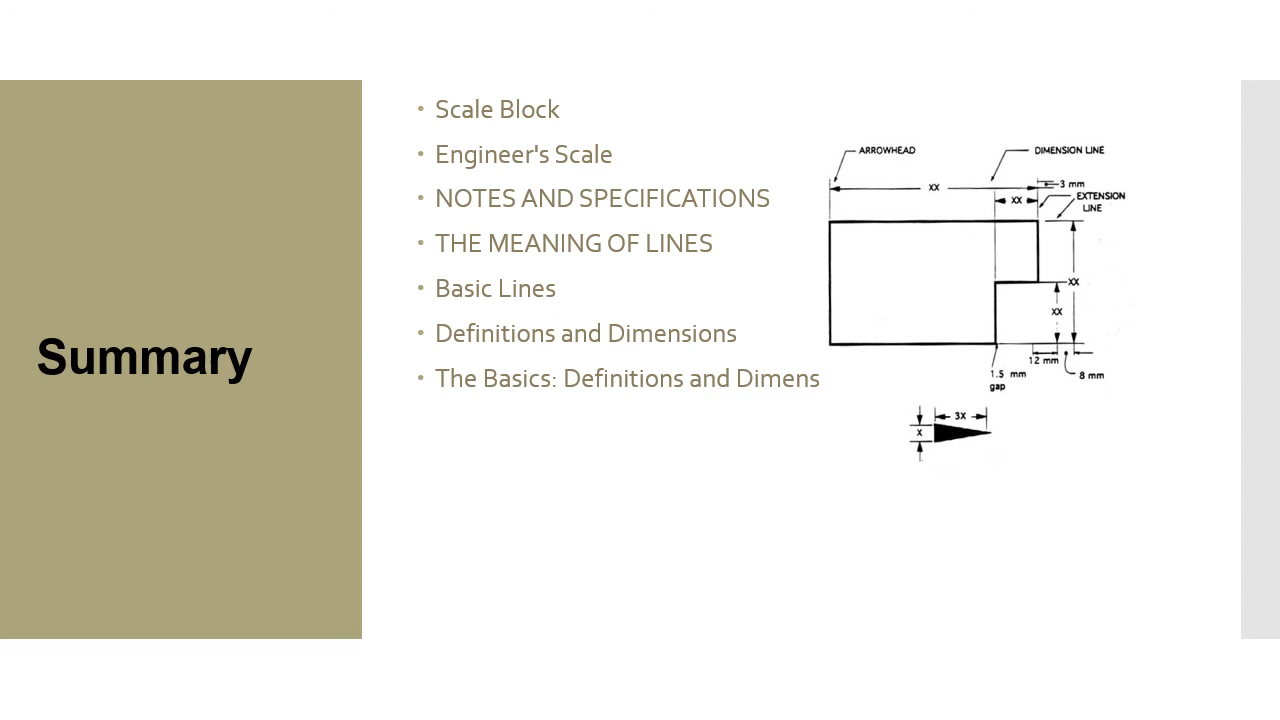 Summary
• Scale Block
• Engineer's Scale
• NOTES AND SPECIFICATIONS
• THE MEANING OF LINES
• Basic Lines
• Definitions and Dimensions
• The Basics: Definitions and Dimens
ARROWHEAD
DIMENSION LINE
XX
3 mm
XX
EXTENSION
LINE
XX
XX
12 mm
1.5 mm
gap
8 mm
3X
X